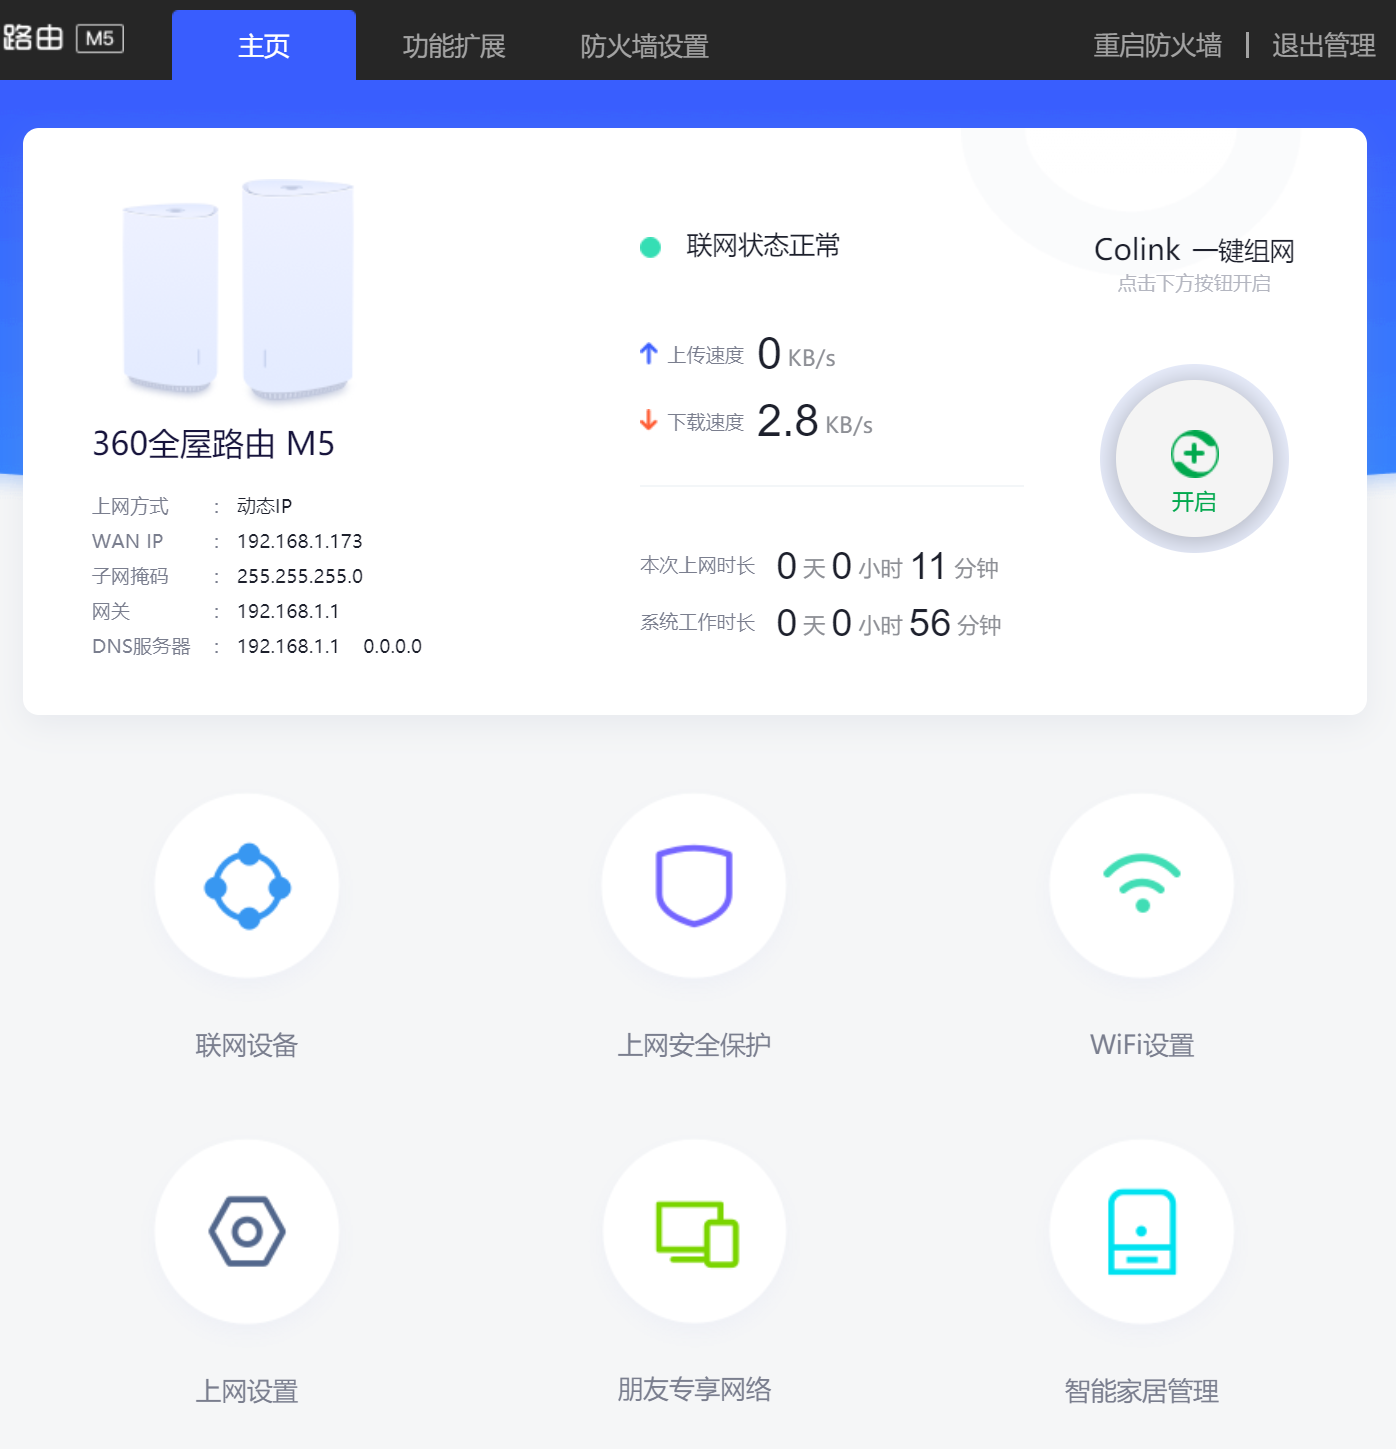 路由 M5
主页
功能扩展
防火墙设置
重启防火墙 | 退出管理
360全屋路由 M5
上网方式 : 动态IP
WAN IP : 192.168.1.173
子网掩码 : 255.255.255.0
网关 : 192.168.1.1
DNS服务器 : 192.168.1.1 0.0.0.0
联网状态正常
上传速度 0 KB/s
下载速度 2.8 KB/s
本次上网时长 0 天 0 小时 11 分钟
系统工作时长 0 天 0 小时 56 分钟
Colink 一键组网
点击下方按钮开启
开启
联网设备
上网安全保护
WiFi设置
上网设置
朋友专享网络
智能家居管理